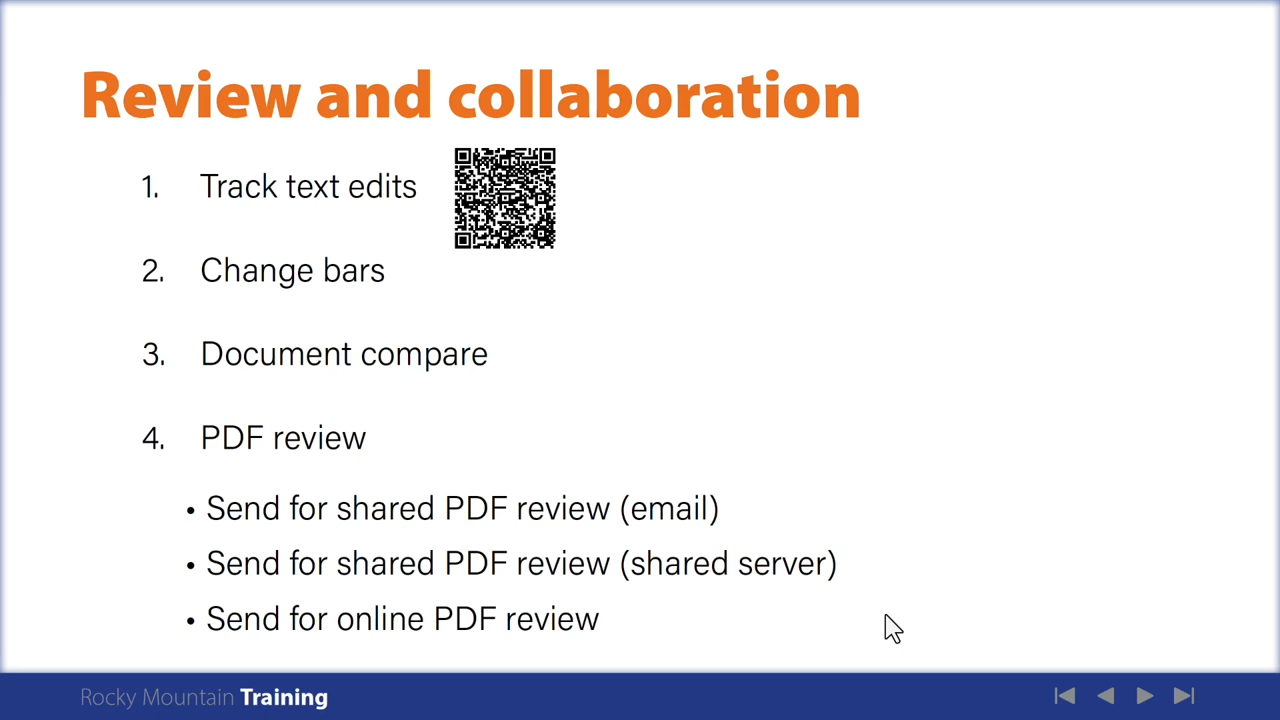 Review and collaboration
1. Track text edits
2. Change bars
3. Document compare
4. PDF review
• Send for shared PDF review (email)
• Send for shared PDF review (shared server)
• Send for online PDF review
Rocky Mountain Training